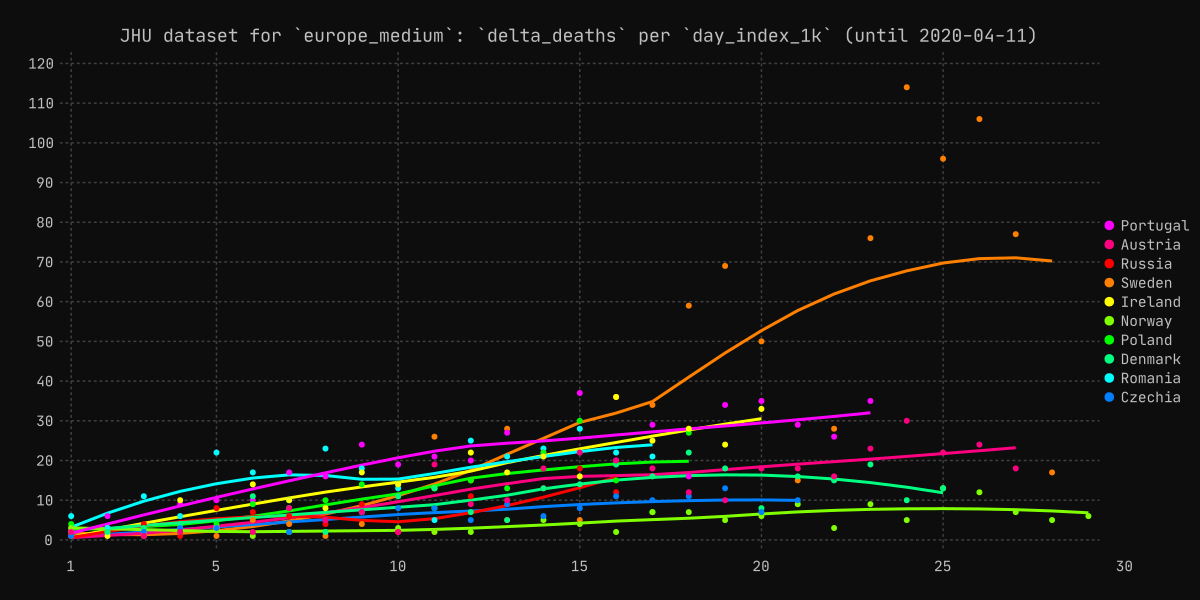 JHU dataset for `europe_medium`: `delta_deaths` per `day_index_1k` (until 2020-04-11)
120
110
100
90
80
70
60
50
40
30
20
10
0
1 5 10 15 20 25 30
Portugal
Austria
Russia
Sweden
Ireland
Norway
Poland
Denmark
Romania
Czechia